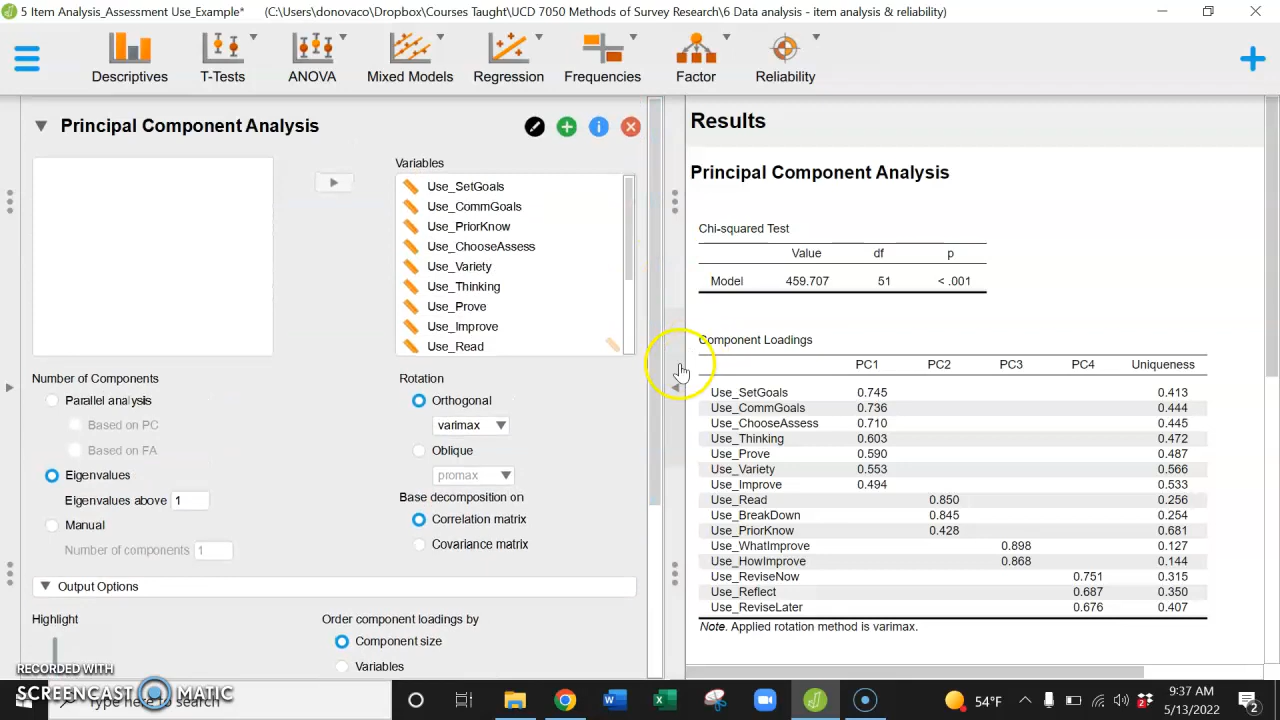 5 Item Analysis_Assessment Use_Example* (C:\Users\donovaco\Dropbox\Courses Taught\UCD 7050 Methods of Survey Research\6 Data analysis - item analysis & reliability)
Descriptives T-Tests ANOVA Mixed Models Regression Frequencies Factor Reliability
Principal Component Analysis
Variables
Use_SetGoals
Use_CommGoals
Use_PriorKnow
Use_ChooseAssess
Use_Variety
Use_Thinking
Use_Prove
Use_Improve
Use_Read
Number of Components
Parallel analysis
Based on PC
Based on FA
Eigenvalues
Eigenvalues above 1
Manual
Number of components 1
Rotation
Orthogonal
varimax
Oblique
promax
Base decomposition on
Correlation matrix
Covariance matrix
Output Options
Highlight
Order component loadings by
Component size
Variables
Results
Principal Component Analysis
Chi-squared Test
Value df p
Model 459.707 51 < .001
Component Loadings
PC1 PC2 PC3 PC4 Uniqueness
Use_SetGoals 0.745 0.413
Use_CommGoals 0.736 0.444
Use_ChooseAssess 0.710 0.445
Use_Thinking 0.603 0.472
Use_Prove 0.590 0.487
Use_Variety 0.553 0.566
Use_Improve 0.494 0.533
Use_Read 0.850 0.256
Use_BreakDown 0.845 0.254
Use_PriorKnow 0.428 0.681
Use_WhatImprove 0.898 0.127
Use_HowImprove 0.868 0.144
Use_ReviseNow 0.751 0.315
Use_Reflect 0.687 0.350
Use_ReviseLater 0.676 0.407
Note. Applied rotation method is varimax.
RECORDED WITH
SCREENCAST MATIC
Type here to search
54°F
9:37 AM
5/13/2022
2